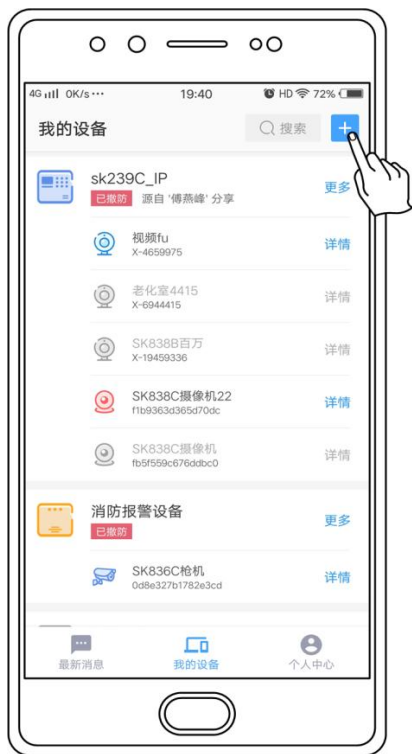 4G 0K/s··· 19:40 HD 72%
我的设备 搜索
sk239C_IP
已撤防 源自 '傅燕峰' 分享 更多
视频fu
X-4659975 详情
老化室4415
X-6944415 详情
SK838B百万
X-19459336 详情
SK838C摄像机22
f1b9363d365d70dc 详情
SK838C摄像机
fb5f559c676ddbc0 详情
消防报警设备
已撤防 更多
SK836C枪机
0d8e327b1782e3cd 详情
最新消息 我的设备 个人中心